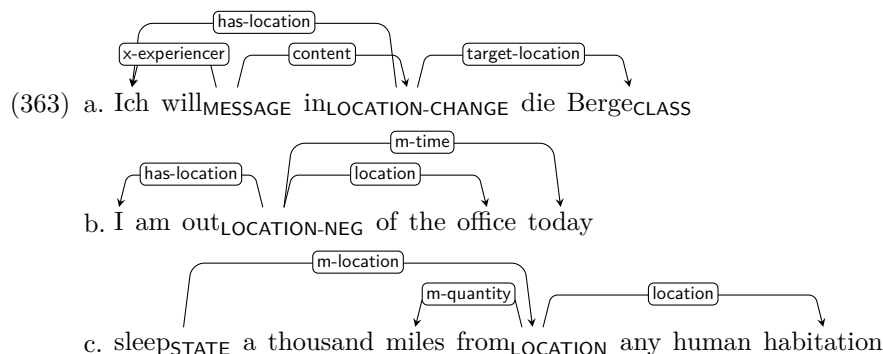 has-location
x-experiencer content target-location
(363) a. Ich willMESSAGE inLOCATION-CHANGE die BergeCLASS
m-time
has-location location
b. I am outLOCATION-NEG of the office today
m-location
m-quantity location
c. sleepSTATE a thousand miles fromLOCATION any human habitation